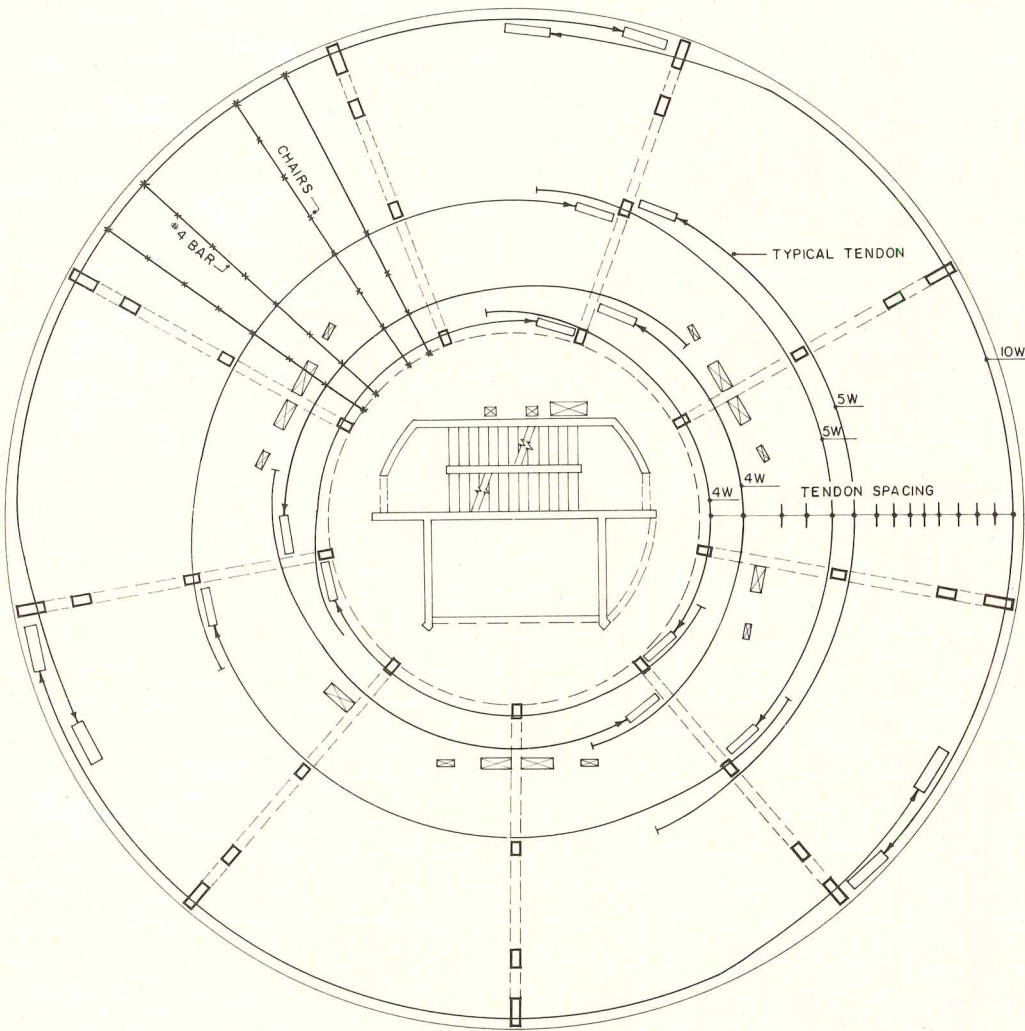 CHAIRS
#4 BAR
TYPICAL TENDON
10W
5W
5W
4W
4W
TENDON SPACING